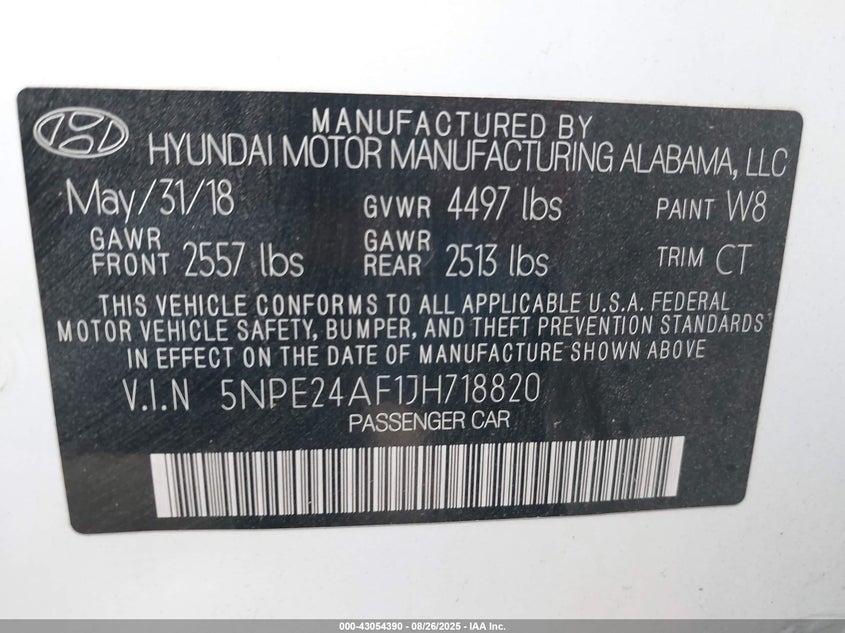 MANUFACTURED BY
HYUNDAI MOTOR MANUFACTURING ALABAMA, LLC
May/31/18 GVWR 4497 lbs PAINT W8
GAWR FRONT 2557 lbs GAWR REAR 2513 lbs TRIM CT
THIS VEHICLE CONFORMS TO ALL APPLICABLE U.S.A. FEDERAL
MOTOR VEHICLE SAFETY, BUMPER, AND THEFT PREVENTION STANDARDS
IN EFFECT ON THE DATE OF MANUFACTURE SHOWN ABOVE
V.I.N 5NPE24AF1JH718820
PASSENGER CAR
000-43054390 - 08/26/2025 - IAA Inc.